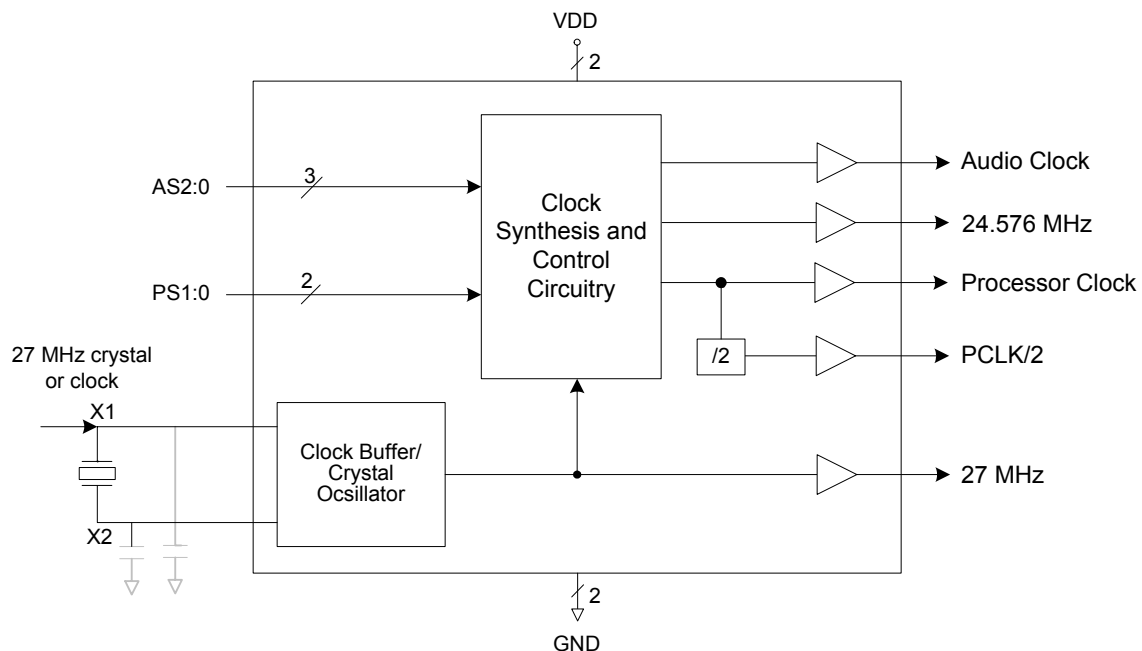 VDD
2
AS2:0
3
PS1:0
2
Clock
Synthesis and
Control
Circuitry
Audio Clock
24.576 MHz
Processor Clock
/2
PCLK/2
27 MHz crystal
or clock
X1
X2
Clock Buffer/
Crystal
Ocsillator
27 MHz
2
GND